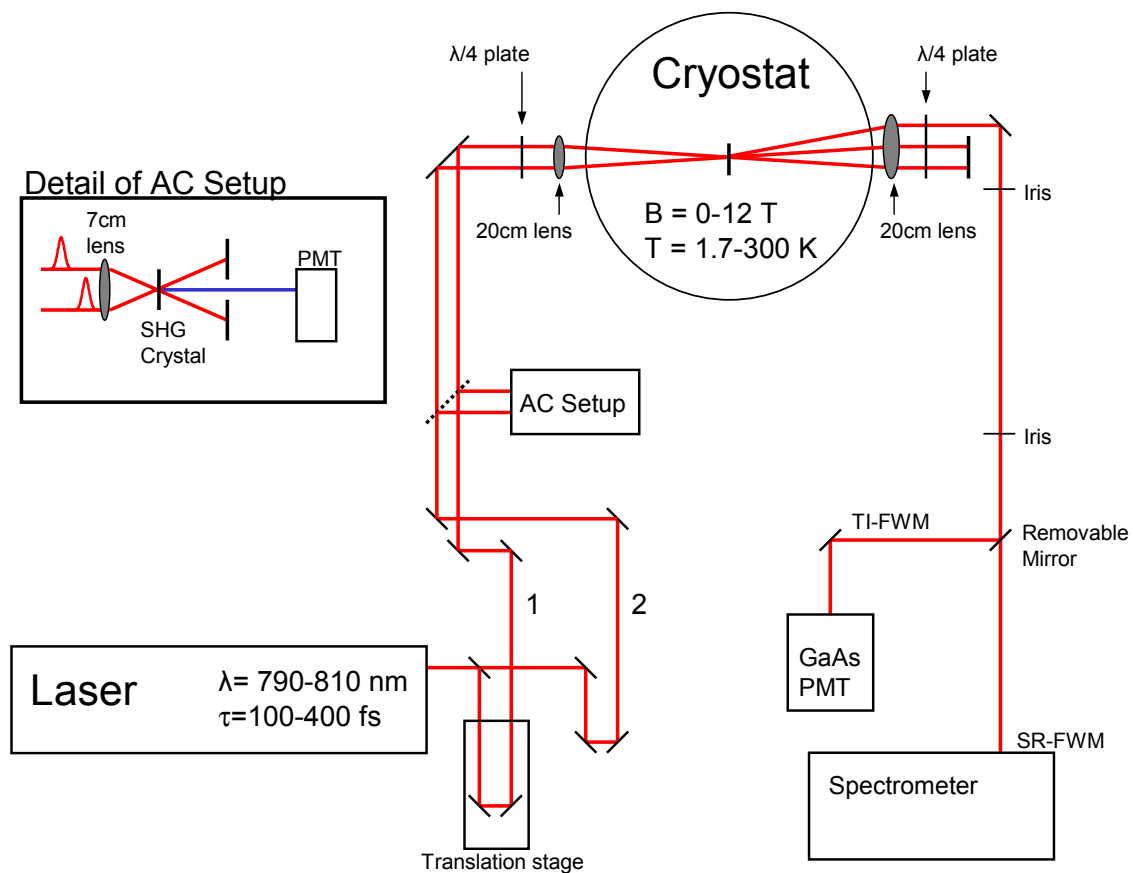 λ/4 plate
λ/4 plate
Cryostat
Detail of AC Setup
7cm
lens
PMT
SHG
Crystal
20cm lens
B = 0-12 T
T = 1.7-300 K
20cm lens
Iris
AC Setup
Iris
TI-FWM
Removable
Mirror
1
2
Laser
λ= 790-810 nm
τ=100-400 fs
GaAs
PMT
SR-FWM
Spectrometer
Translation stage